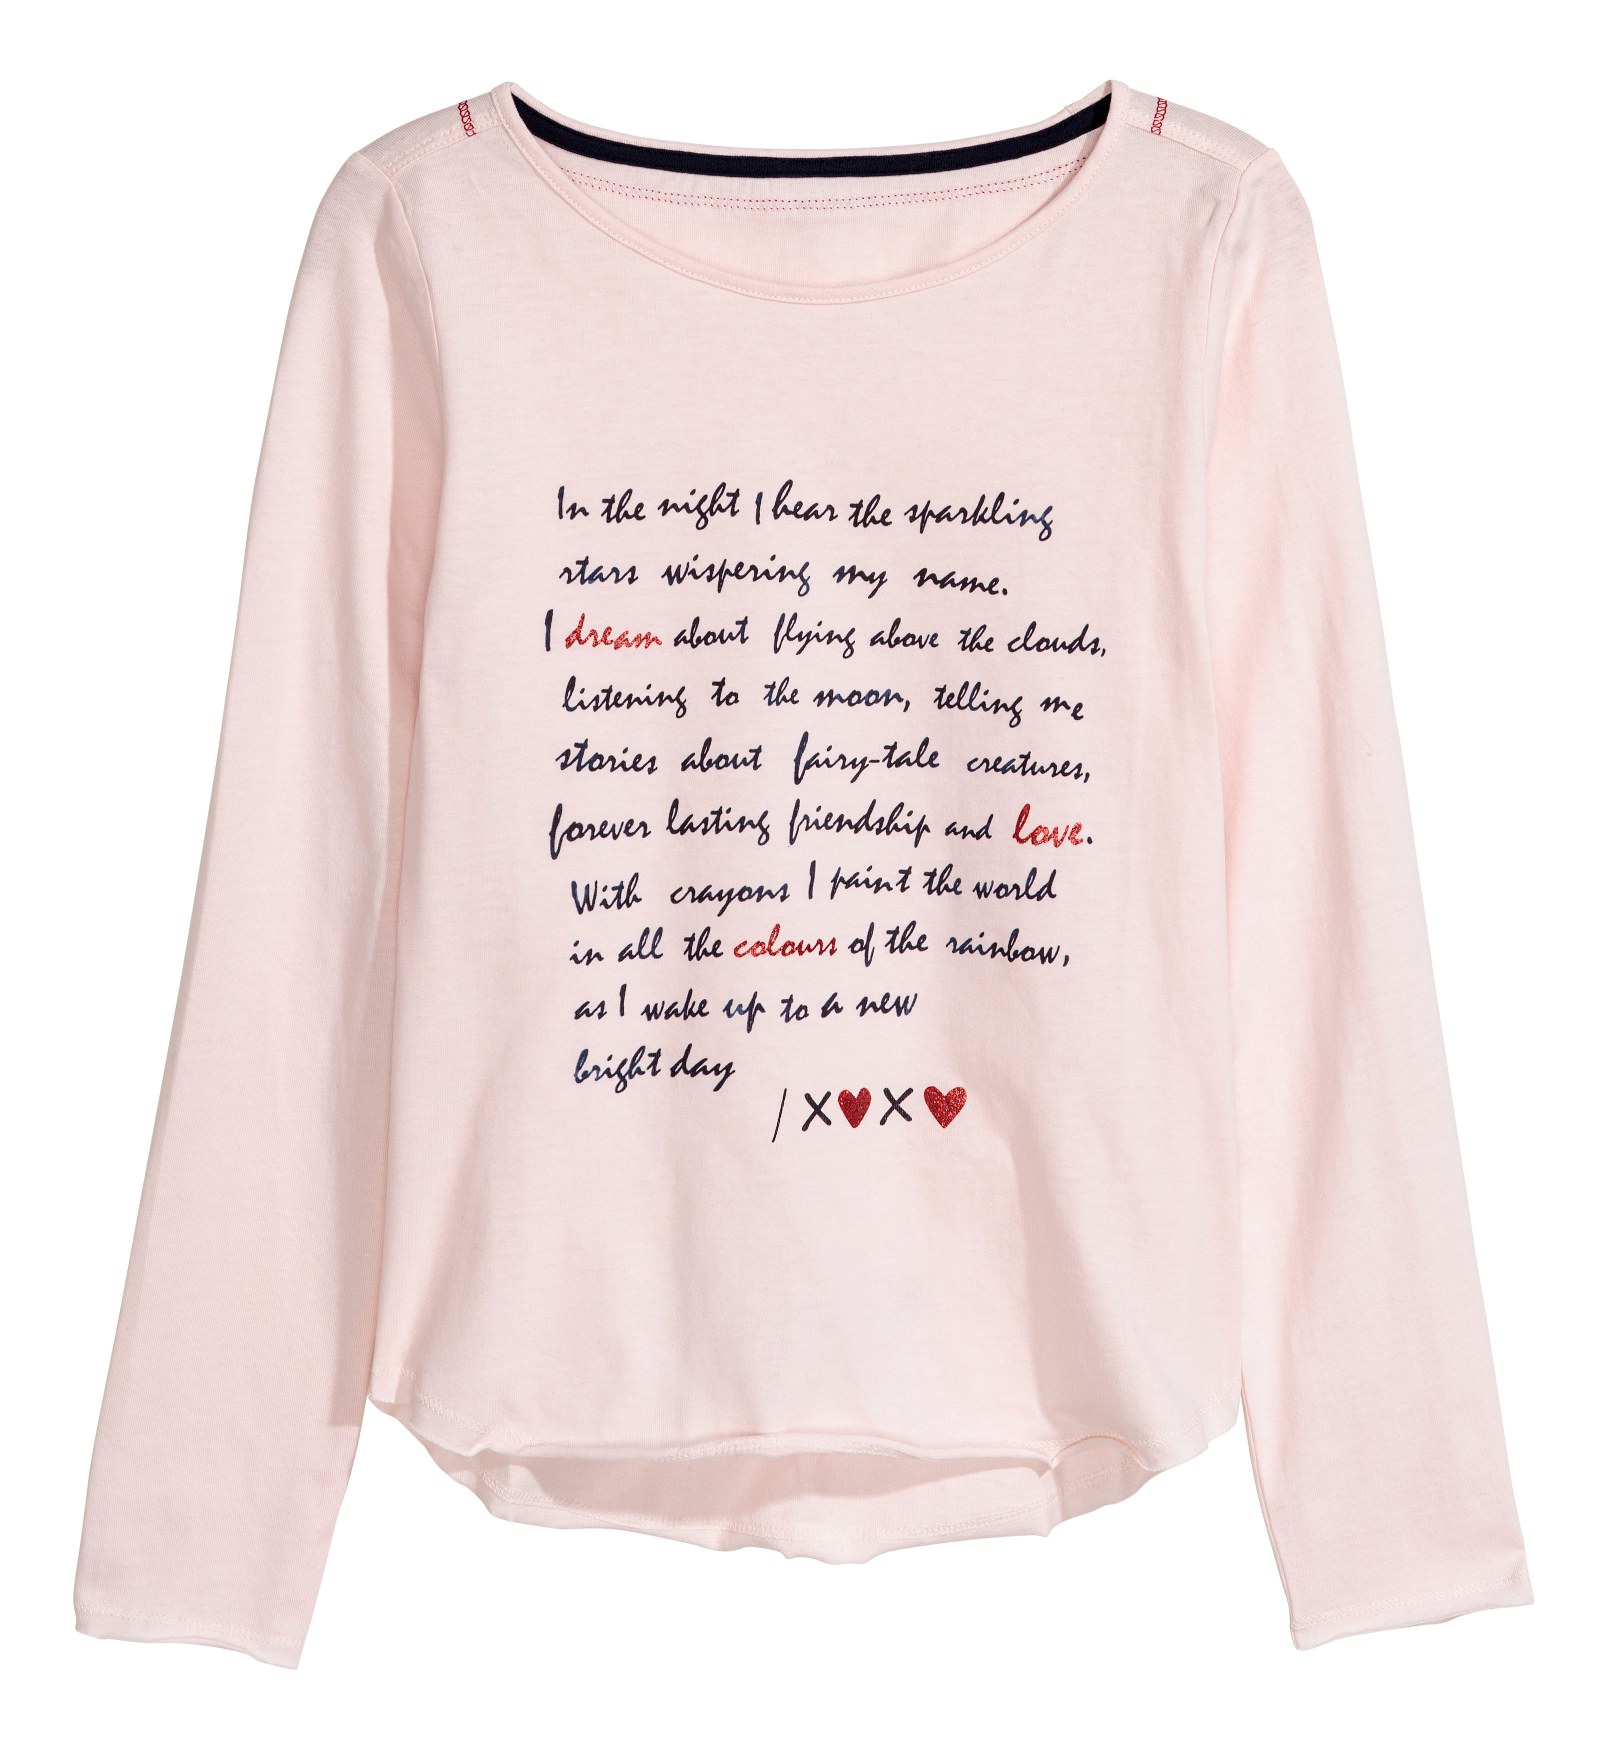 In the night I hear the sparkling
stars wispering my name.
I dream about flying above the clouds,
listening to the moon, telling me
stories about fairy-tale creatures,
forever lasting friendship and love.
With crayons I paint the world
in all the colours of the rainbow,
as I wake up to a new
bright day
/X♥X♥